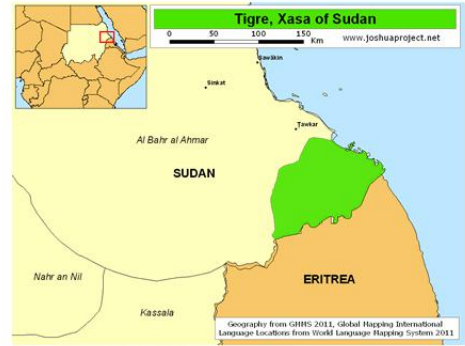 Tigre, Xasa of Sudan
0 50 100 150
Km
www.joshuaproject.net
Sawãkin
Sinkat
Tawkar
Al Bahr al Ahmar
SUDAN
Nahr an Nil
ERITREA
Kassala
Geography from GMMS 2011, Global Mapping International
Language Locations from World Language Mapping System 2011